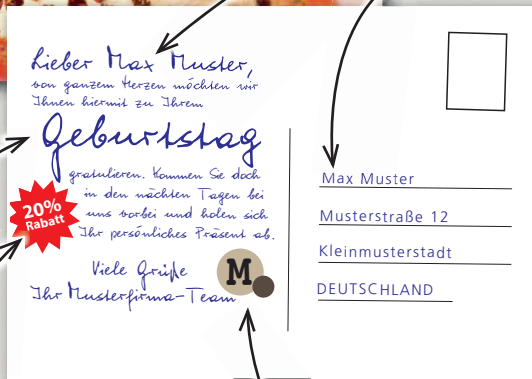 Lieber Max Muster,
von ganzem Herzen möchten wir
Ihnen hiermit zu Ihrem
Geburtstag
gratulieren. Kommen Sie doch
in den nächten Tagen bei
uns vorbei und holen sich
Ihr persönliches Präsent ab.
20%
Rabatt
Viele Grüße
Ihr Musterfirma-Team
M
Max Muster
Musterstraße 12
Kleinmusterstadt
DEUTSCHLAND